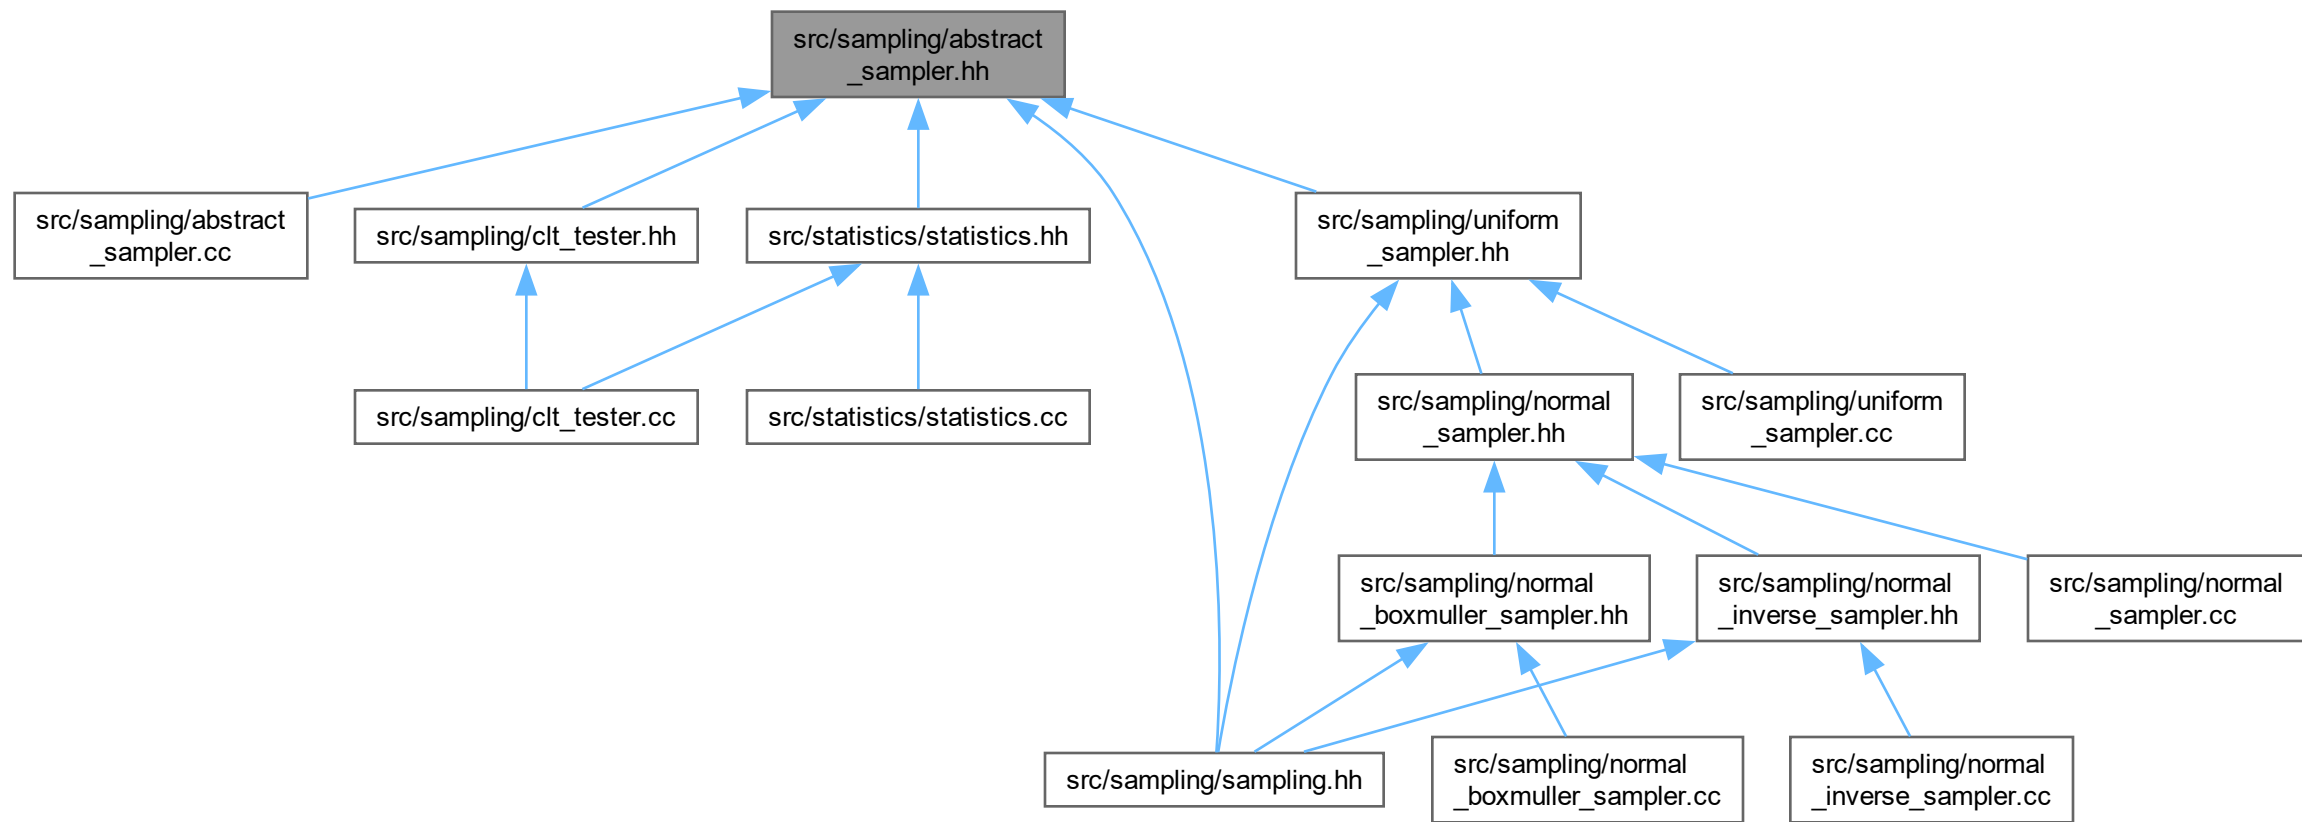 src/sampling/abstract
_sampler.hh
src/sampling/abstract
_sampler.cc
src/sampling/clt_tester.hh
src/statistics/statistics.hh
src/sampling/uniform
_sampler.hh
src/sampling/clt_tester.cc
src/statistics/statistics.cc
src/sampling/normal
_sampler.hh
src/sampling/uniform
_sampler.cc
src/sampling/normal
_boxmuller_sampler.hh
src/sampling/normal
_inverse_sampler.hh
src/sampling/normal
_sampler.cc
src/sampling/sampling.hh
src/sampling/normal
_boxmuller_sampler.cc
src/sampling/normal
_inverse_sampler.cc